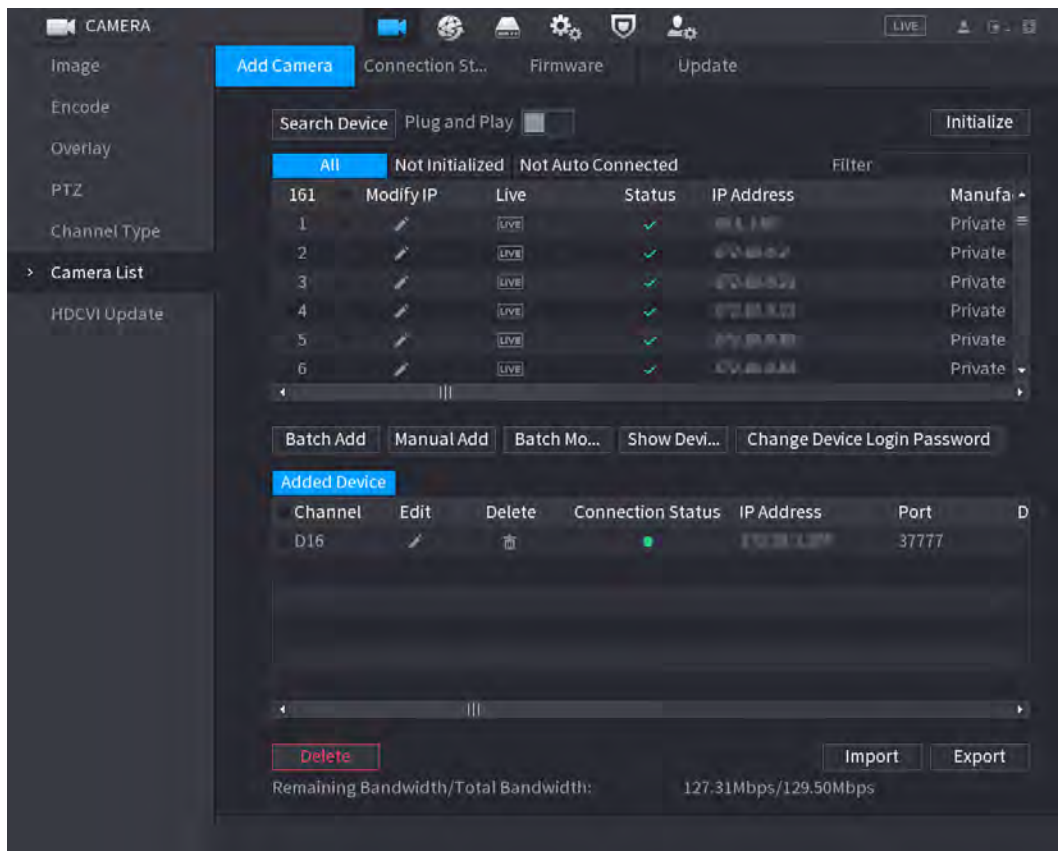 CAMERA LIVE
Image
Encode
Overlay
PTZ
Channel Type
Camera List
HDCVI Update
Add Camera Connection St... Firmware Update
Search Device Plug and Play Initialize
All Not Initialized Not Auto Connected Filter
161 Modify IP Live Status IP Address Manufa
1 LIVE Private
2 LIVE Private
3 LIVE Private
4 LIVE Private
5 LIVE Private
6 LIVE Private
Batch Add Manual Add Batch Mo... Show Devi... Change Device Login Password
Added Device
Channel Edit Delete Connection Status IP Address Port D
D16 37777
Delete Import Export
Remaining Bandwidth/Total Bandwidth: 127.31Mbps/129.50Mbps